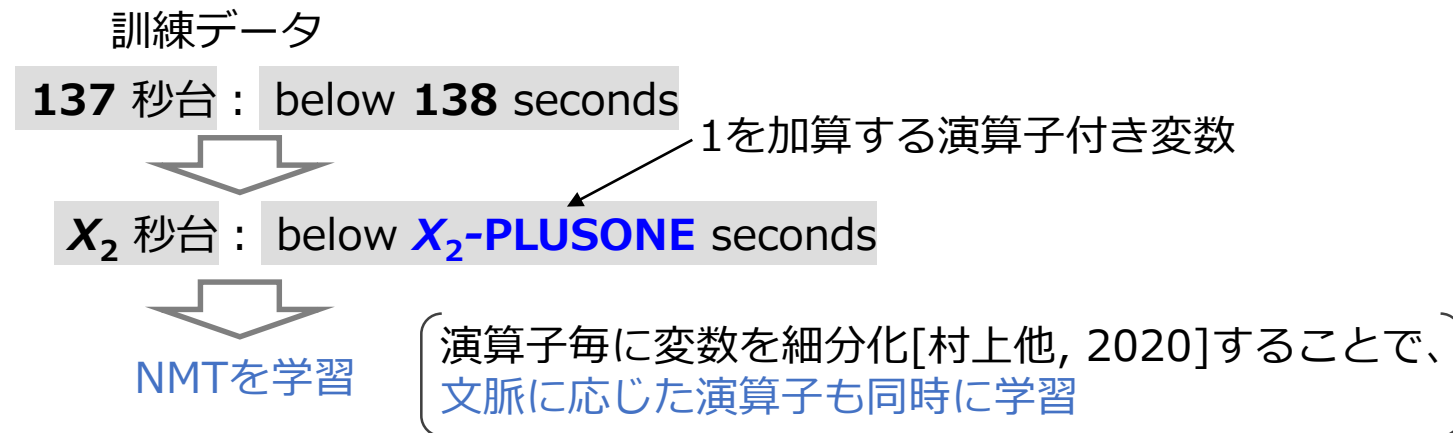 訓練データ
137 秒台： below 138 seconds
1を加算する演算子付き変数
X₂ 秒台： below X₂-PLUSONE seconds
NMTを学習
演算子毎に変数を細分化[村上他, 2020]することで、
文脈に応じた演算子も同時に学習